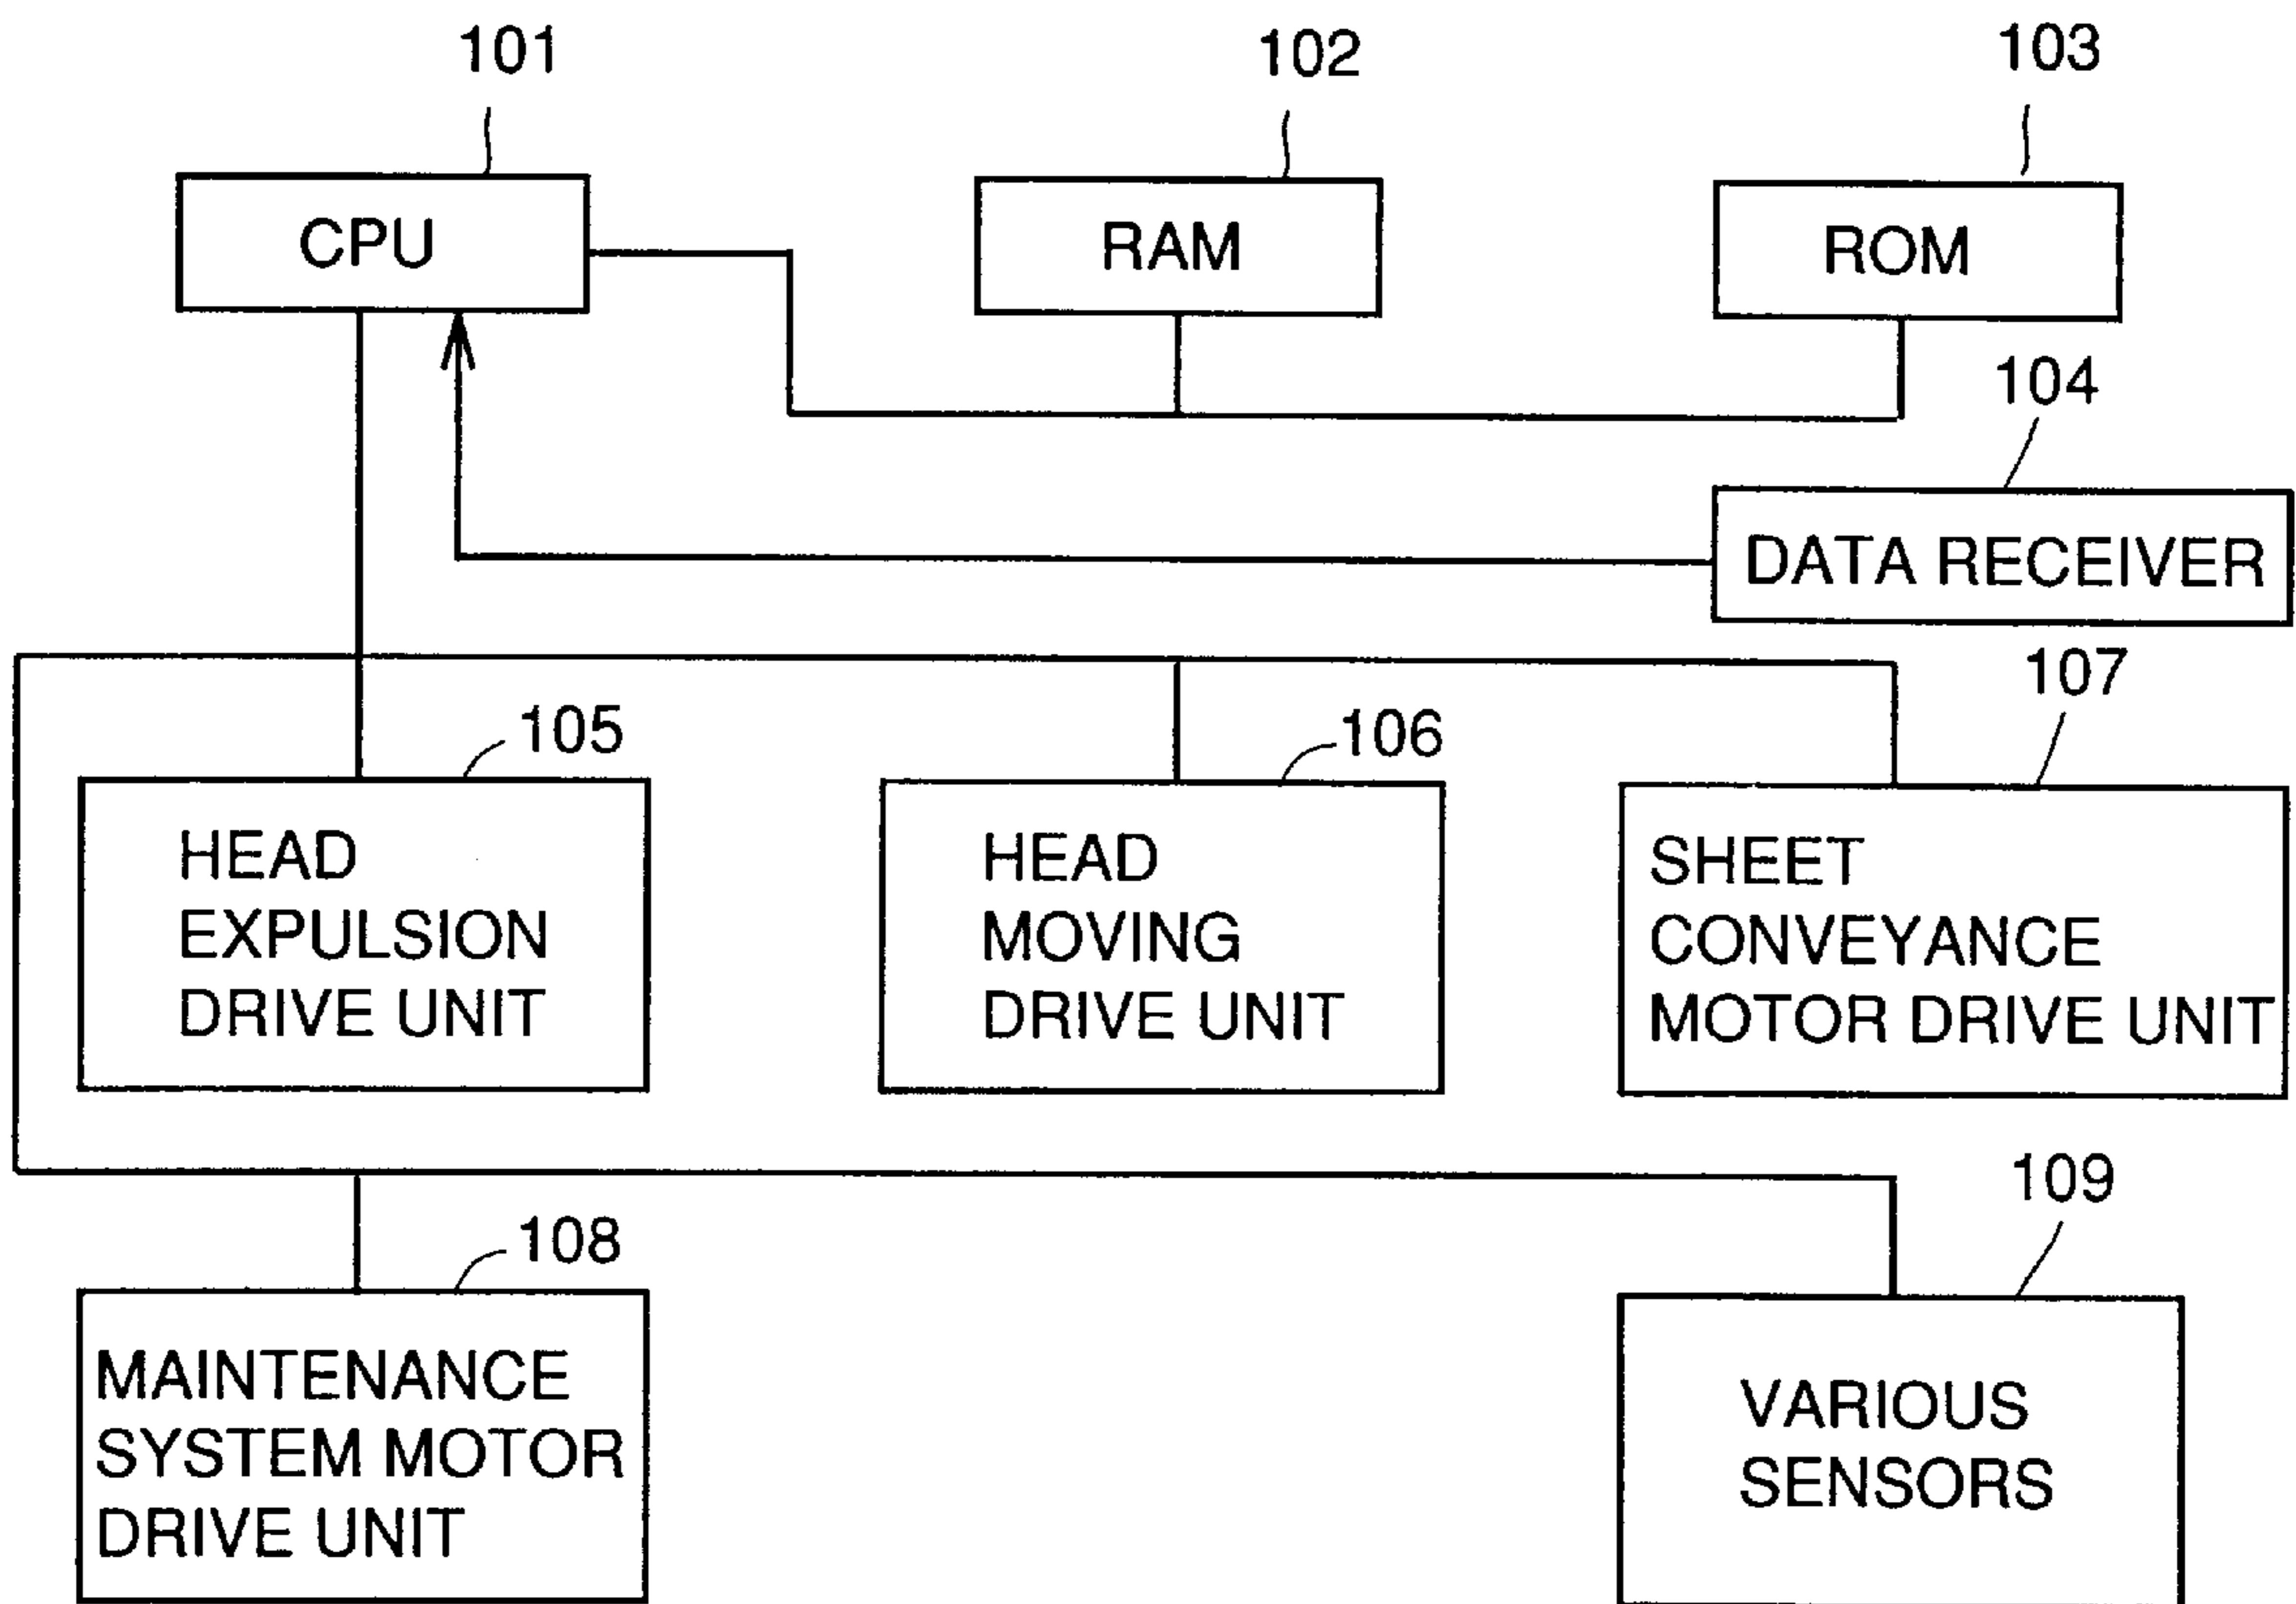 101
102
103
CPU
RAM
ROM
104
DATA RECEIVER
107
105
106
HEAD
EXPULSION
DRIVE UNIT
HEAD
MOVING
DRIVE UNIT
SHEET
CONVEYANCE
MOTOR DRIVE UNIT
109
108
MAINTENANCE
SYSTEM MOTOR
DRIVE UNIT
VARIOUS
SENSORS